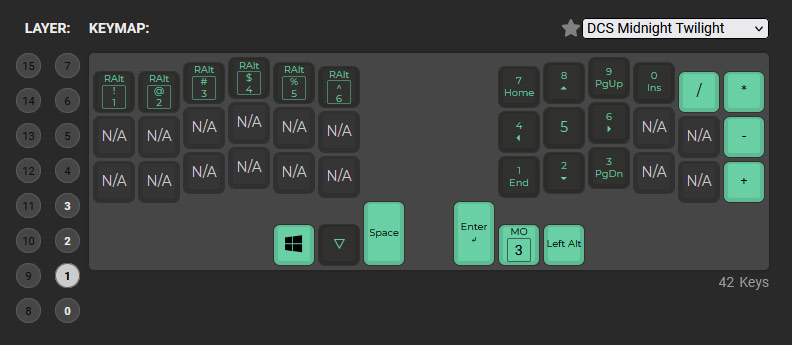 LAYER: KEYMAP: DCS Midnight Twilight
15 7
14 6
13 5
12 4
11 3
10 2
9 1
8 0
RAlt ! 1 RAlt @ 2 RAlt # 3 RAlt $ 4 RAlt % 5 RAlt ^ 6 7 Home 8 9 PgUp 0 Ins / *
N/A N/A N/A N/A N/A N/A 4 5 6 N/A N/A -
N/A N/A N/A N/A N/A N/A 1 End 2 3 PgDn N/A N/A +
Space Enter MO 3 Left Alt
42 Keys